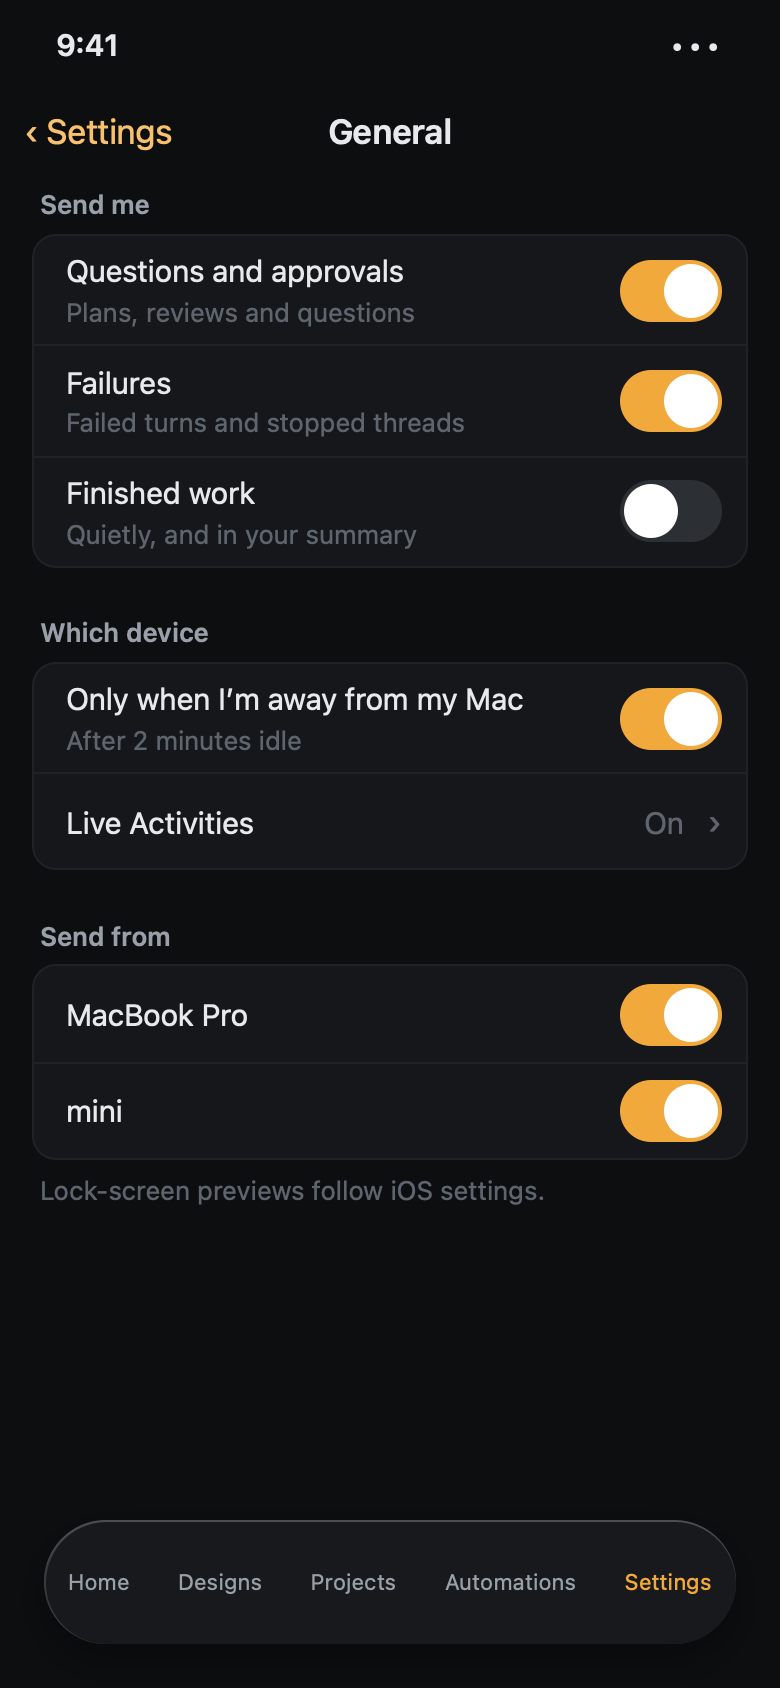 9:41
‹ Settings
General
Send me
Questions and approvals
Plans, reviews and questions
Failures
Failed turns and stopped threads
Finished work
Quietly, and in your summary
Which device
Only when I’m away from my Mac
After 2 minutes idle
Live Activities
On ›
Send from
MacBook Pro
mini
Lock-screen previews follow iOS settings.
Home
Designs
Projects
Automations
Settings